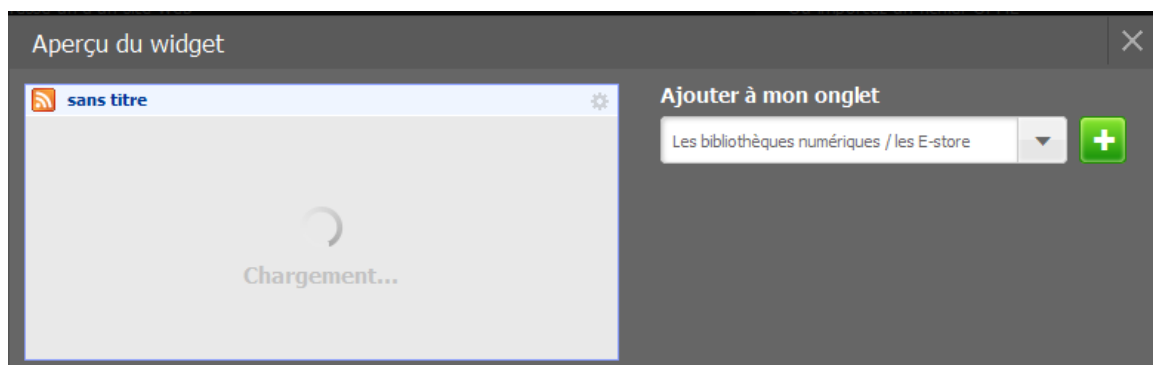 Aperçu du widget
sans titre
Chargement...
Ajouter à mon onglet
Les bibliothèques numériques / les E-store